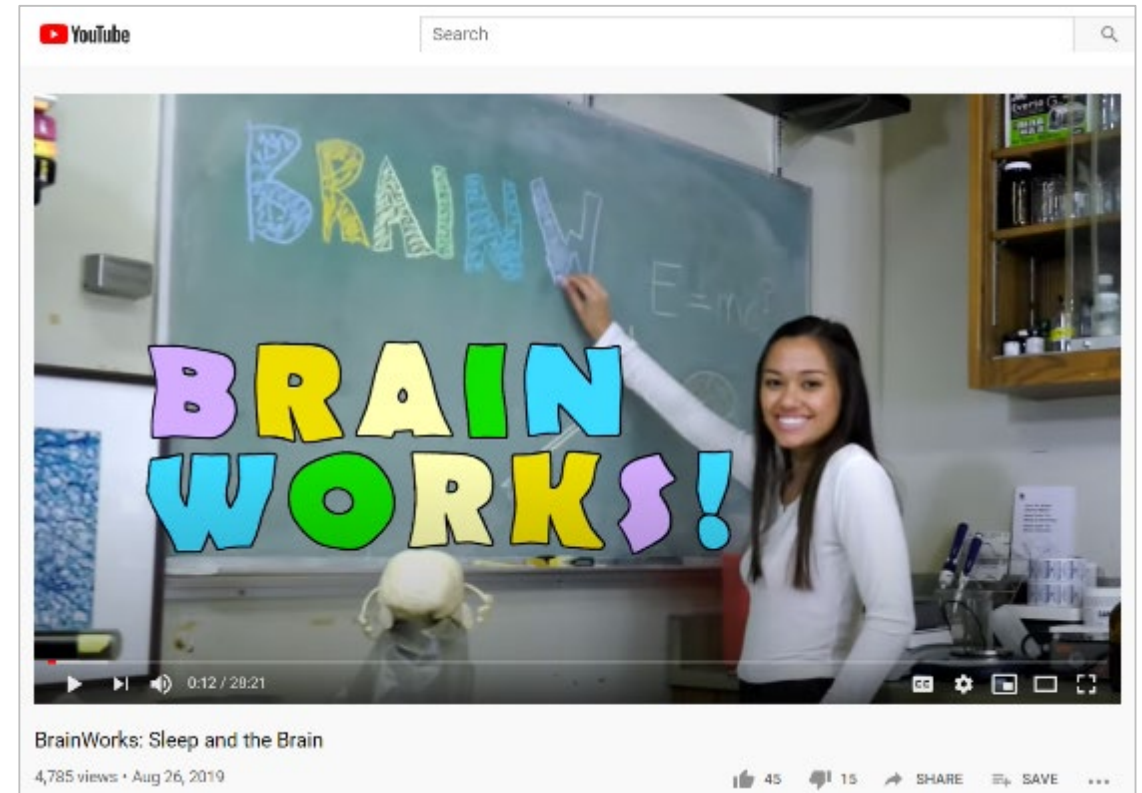 YouTube
Search
BRAINW
E=mc²
BRAIN
WORKS!
0:12 / 28:21
CC
BrainWorks: Sleep and the Brain
4,785 views • Aug 26, 2019
45 15 SHARE SAVE ...